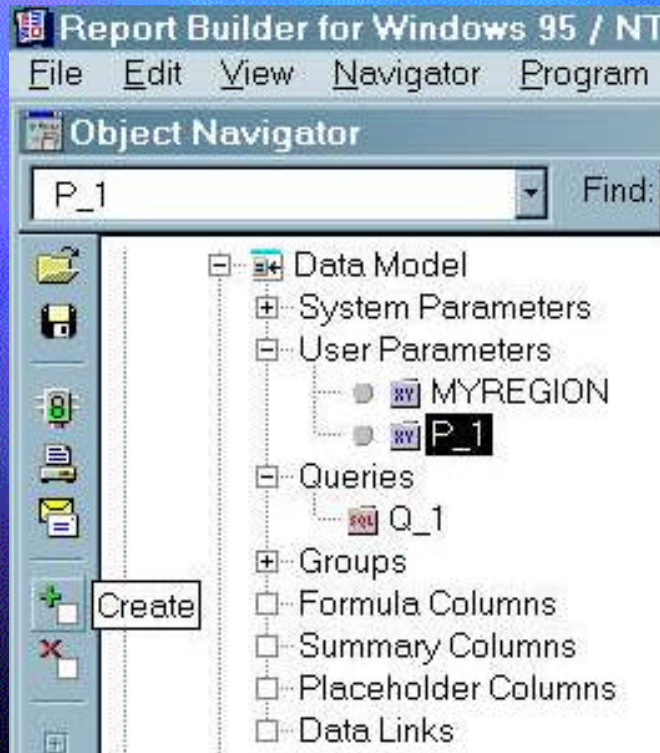 Report Builder for Windows 95 / NT
File Edit View Navigator Program
Object Navigator
P_1 Find:
Data Model
System Parameters
User Parameters
MYREGION
P_1
Queries
SQL Q_1
Groups
Create Formula Columns
Summary Columns
Placeholder Columns
Data Links